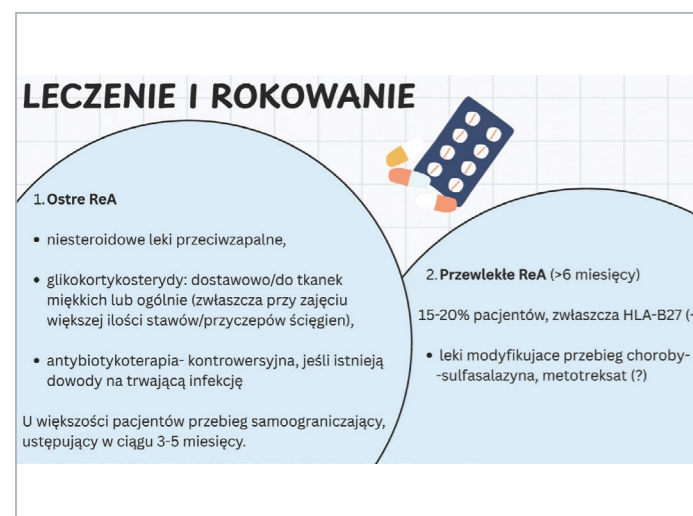 LECZENIE I ROKOWANIE
1. Ostre ReA
• niesteroidowe leki przeciwzapalne,
• glikokortykosterydy: dostawowo/do tkanek
miękkich lub ogólnie (zwłaszcza przy zajęciu
większej ilości stawów/przyczepów ścięgien),
• antybiotykoterapia- kontrowersyjna, jeśli istnieją
dowody na trwającą infekcję
U większości pacjentów przebieg samoograniczający,
ustępujący w ciągu 3-5 miesięcy.
2. Przewlekłe ReA (>6 miesięcy)
15-20% pacjentów, zwłaszcza HLA-B27
• leki modyfikujace przebieg choroby-
-sulfasalazyna, metotreksat (?)